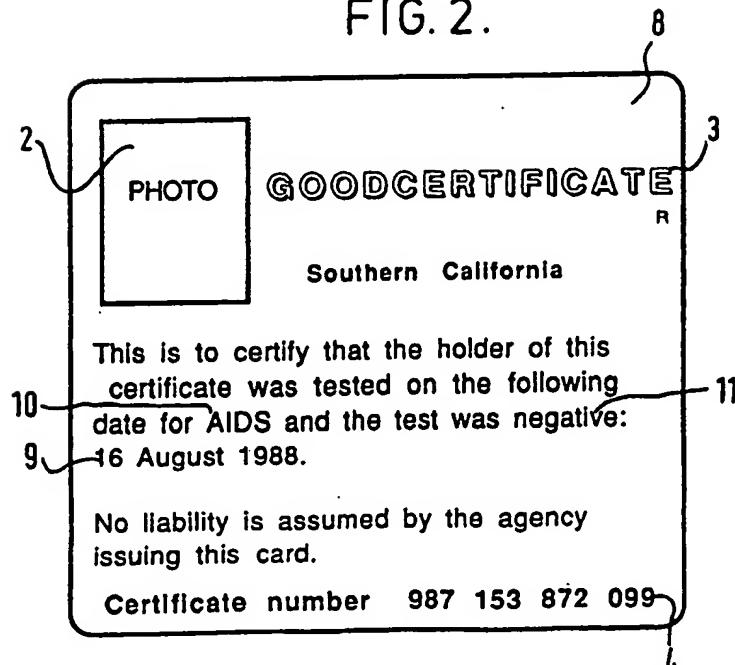 FIG. 2.
8
2
3
PHOTO
GOODCERTIFICATE
R
Southern California
This is to certify that the holder of this
certificate was tested on the following
10
11
date for AIDS and the test was negative:
9
16 August 1988.
No liability is assumed by the agency
issuing this card.
Certificate number 987 153 872 099